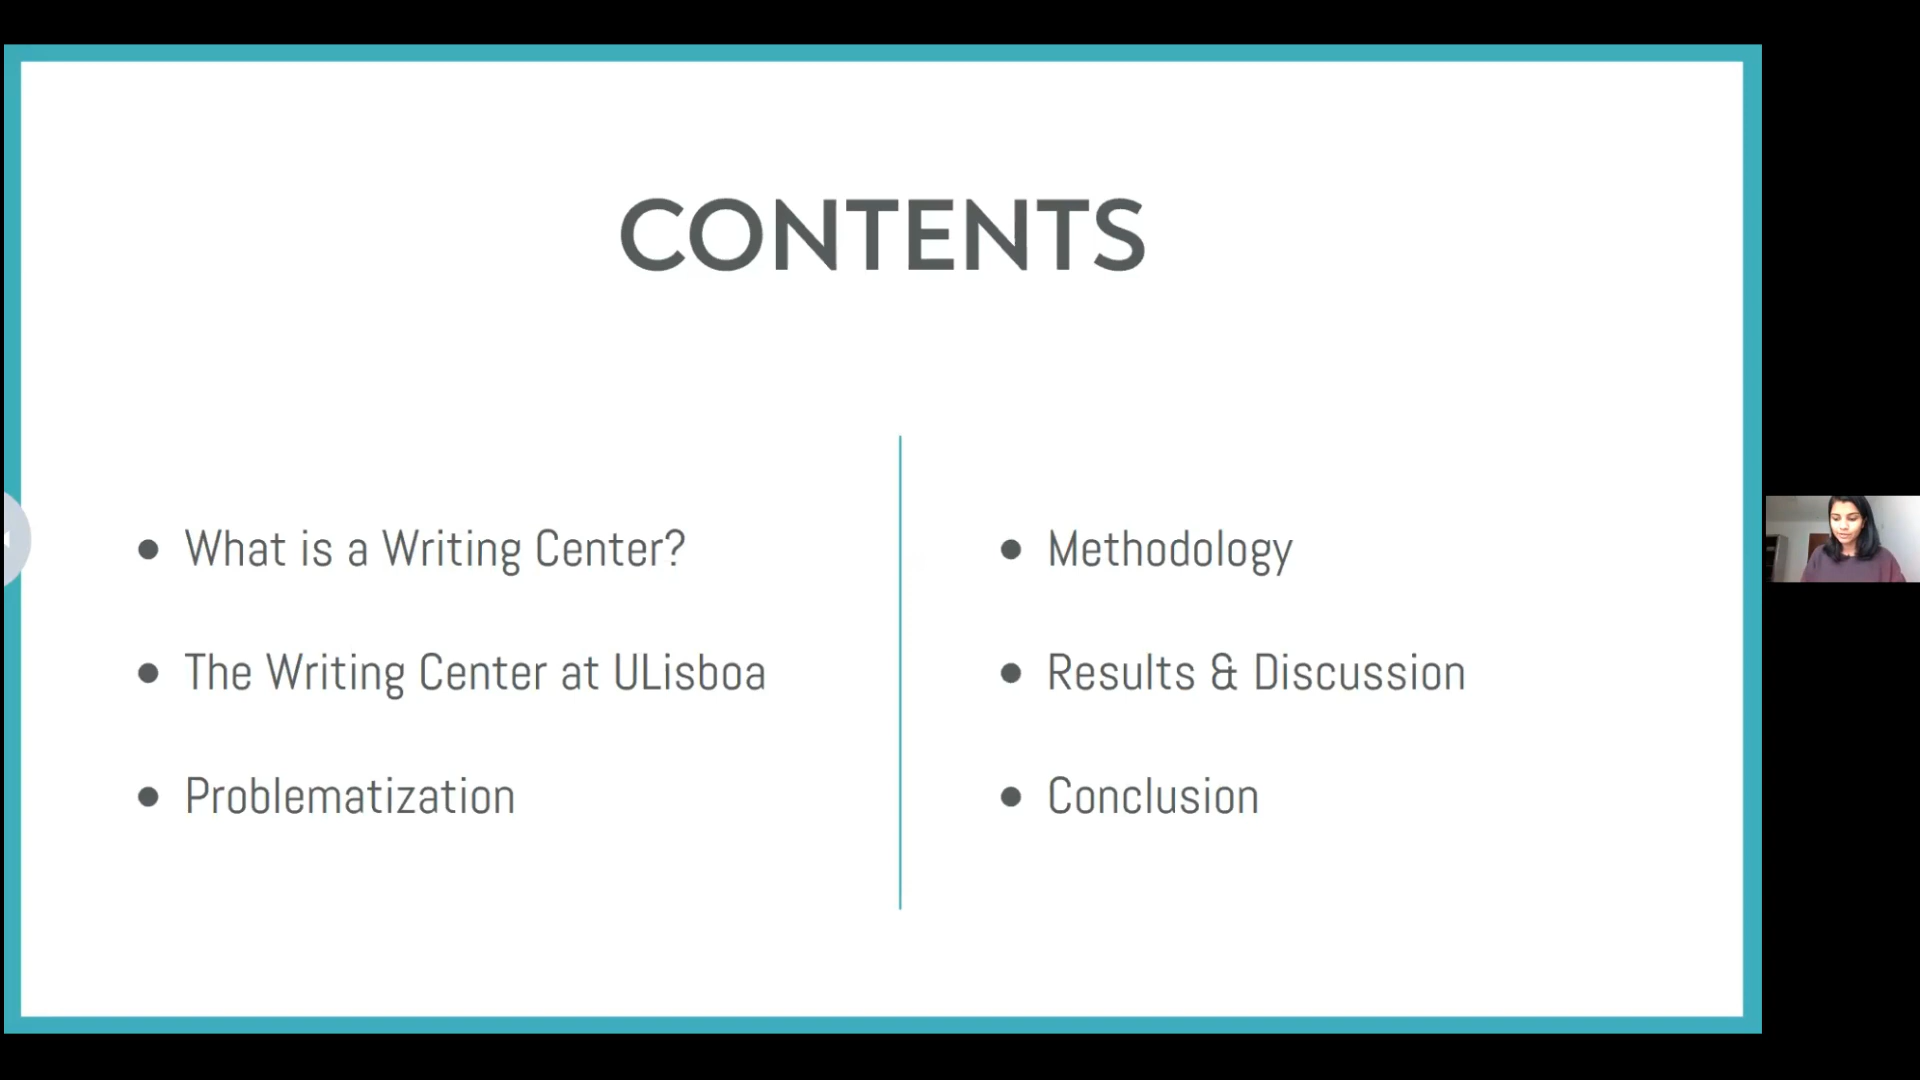 CONTENTS
What is a Writing Center?
The Writing Center at ULisboa
Problematization
Methodology
Results & Discussion
Conclusion